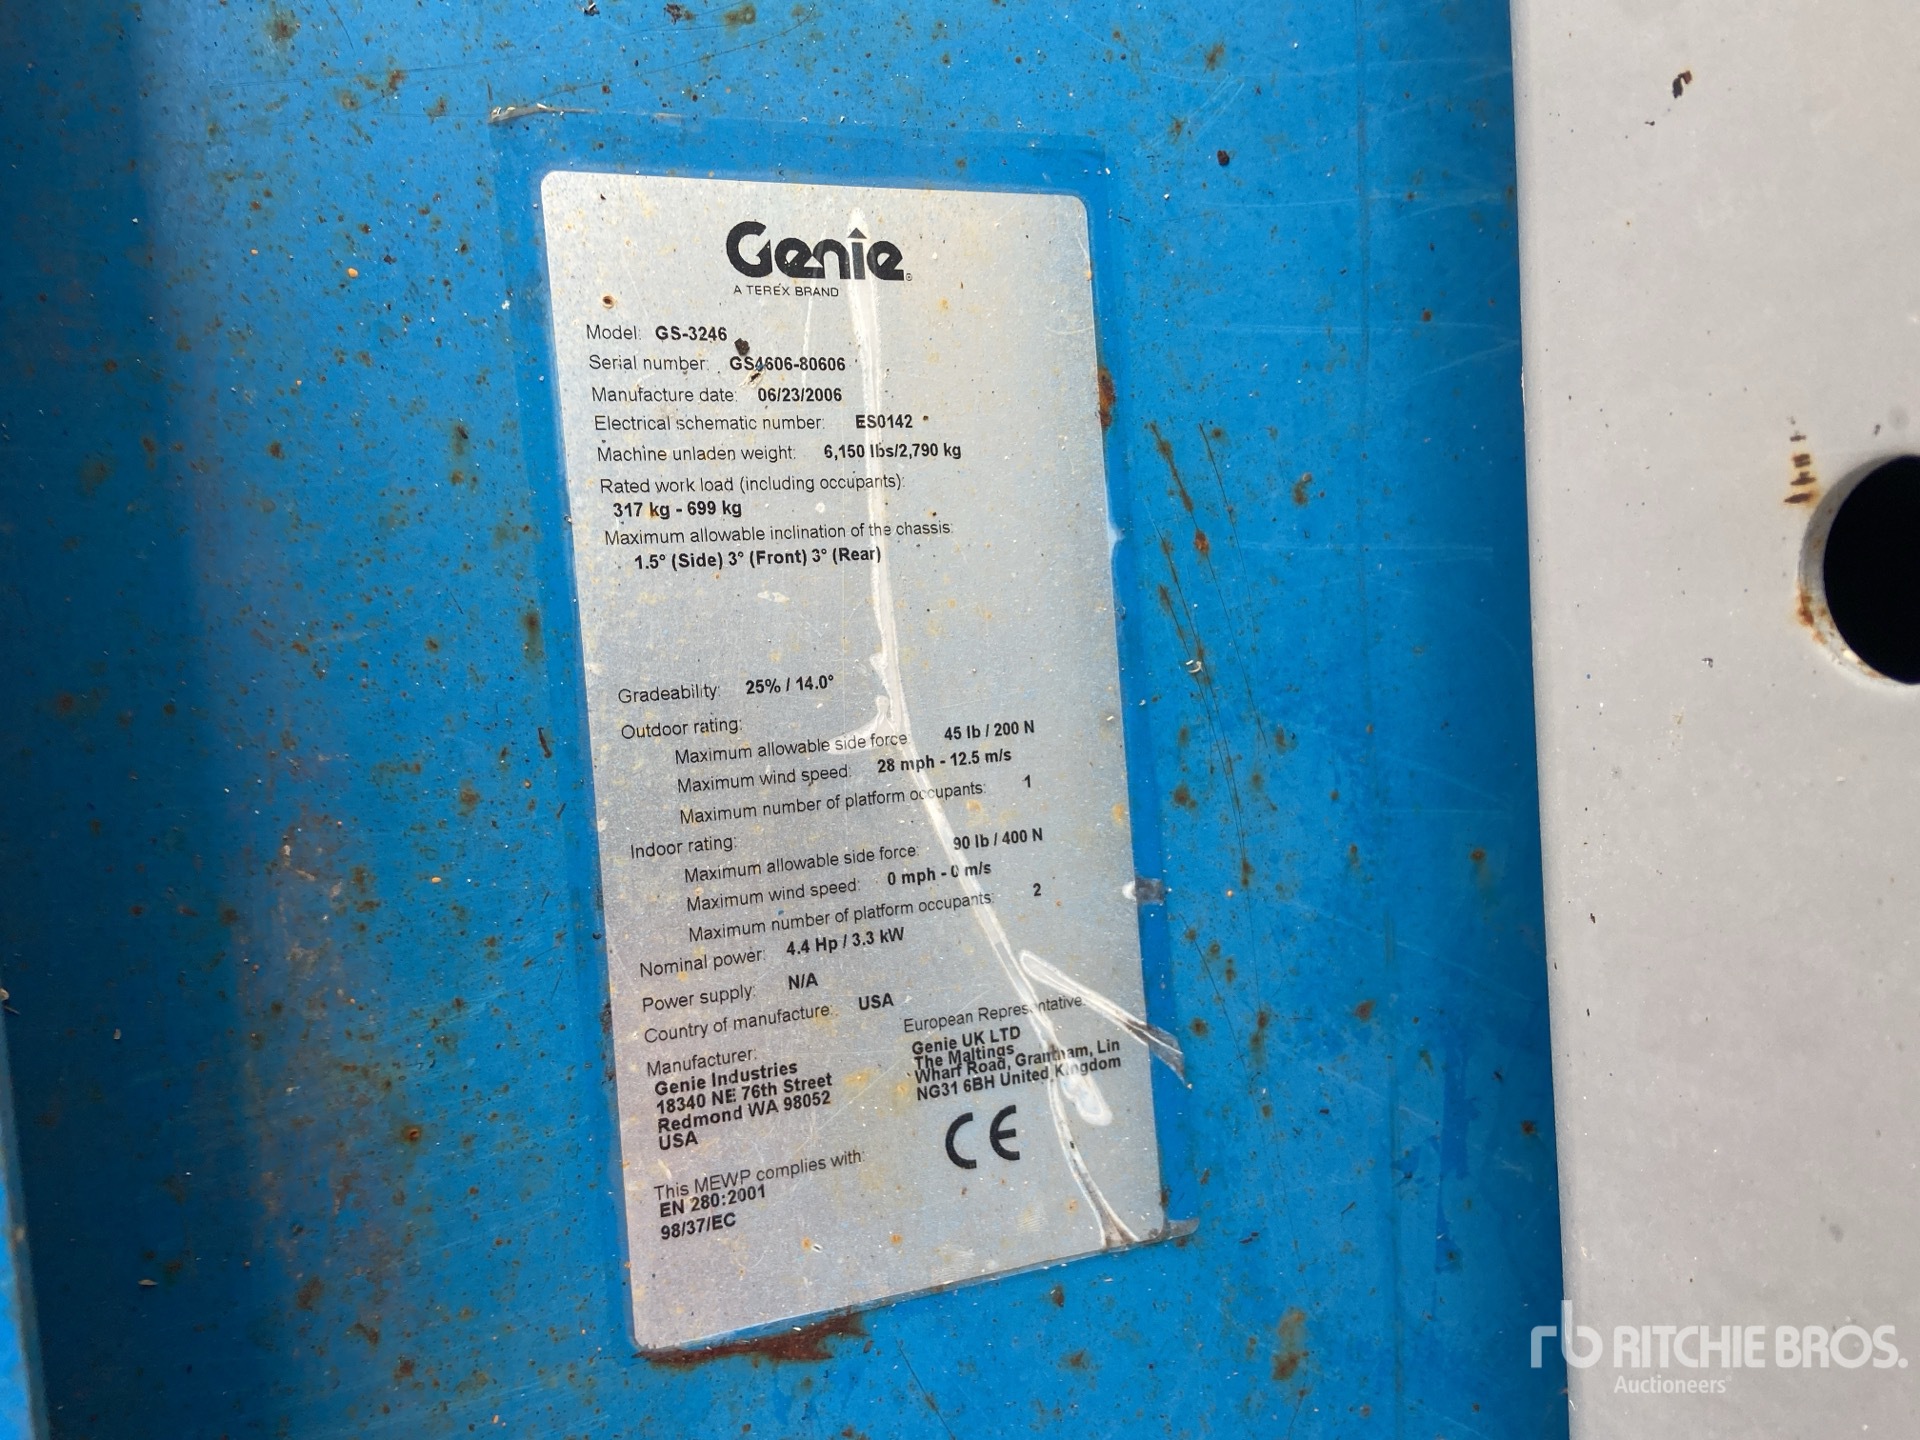 Genie®
A TEREX BRAND
Model: GS-3246
Serial number: GS4606-80606
Manufacture date: 06/23/2006
Electrical schematic number: ES0142
Machine unladen weight: 6,150 lbs/2,790 kg
Rated work load (including occupants):
317 kg - 699 kg
Maximum allowable inclination of the chassis:
1.5° (Side) 3° (Front) 3° (Rear)
Gradeability: 25% / 14.0°
Outdoor rating:
Maximum allowable side force: 45 lb / 200 N
Maximum wind speed: 28 mph - 12.5 m/s
Maximum number of platform occupants: 1
Indoor rating:
Maximum allowable side force: 90 lb / 400 N
Maximum wind speed: 0 mph - 0 m/s
Maximum number of platform occupants: 2
Nominal power: 4.4 Hp / 3.3 kW
Power supply: N/A
Country of manufacture: USA
Manufacturer:
Genie Industries
18340 NE 76th Street
Redmond WA 98052
USA
European Representative:
Genie UK LTD
The Maltings
Wharf Road, Grantham, Lin
NG31 6BH United Kingdom
CE
This MEWP complies with:
EN 280:2001
98/37/EC
rb RITCHIE BROS.
Auctioneers